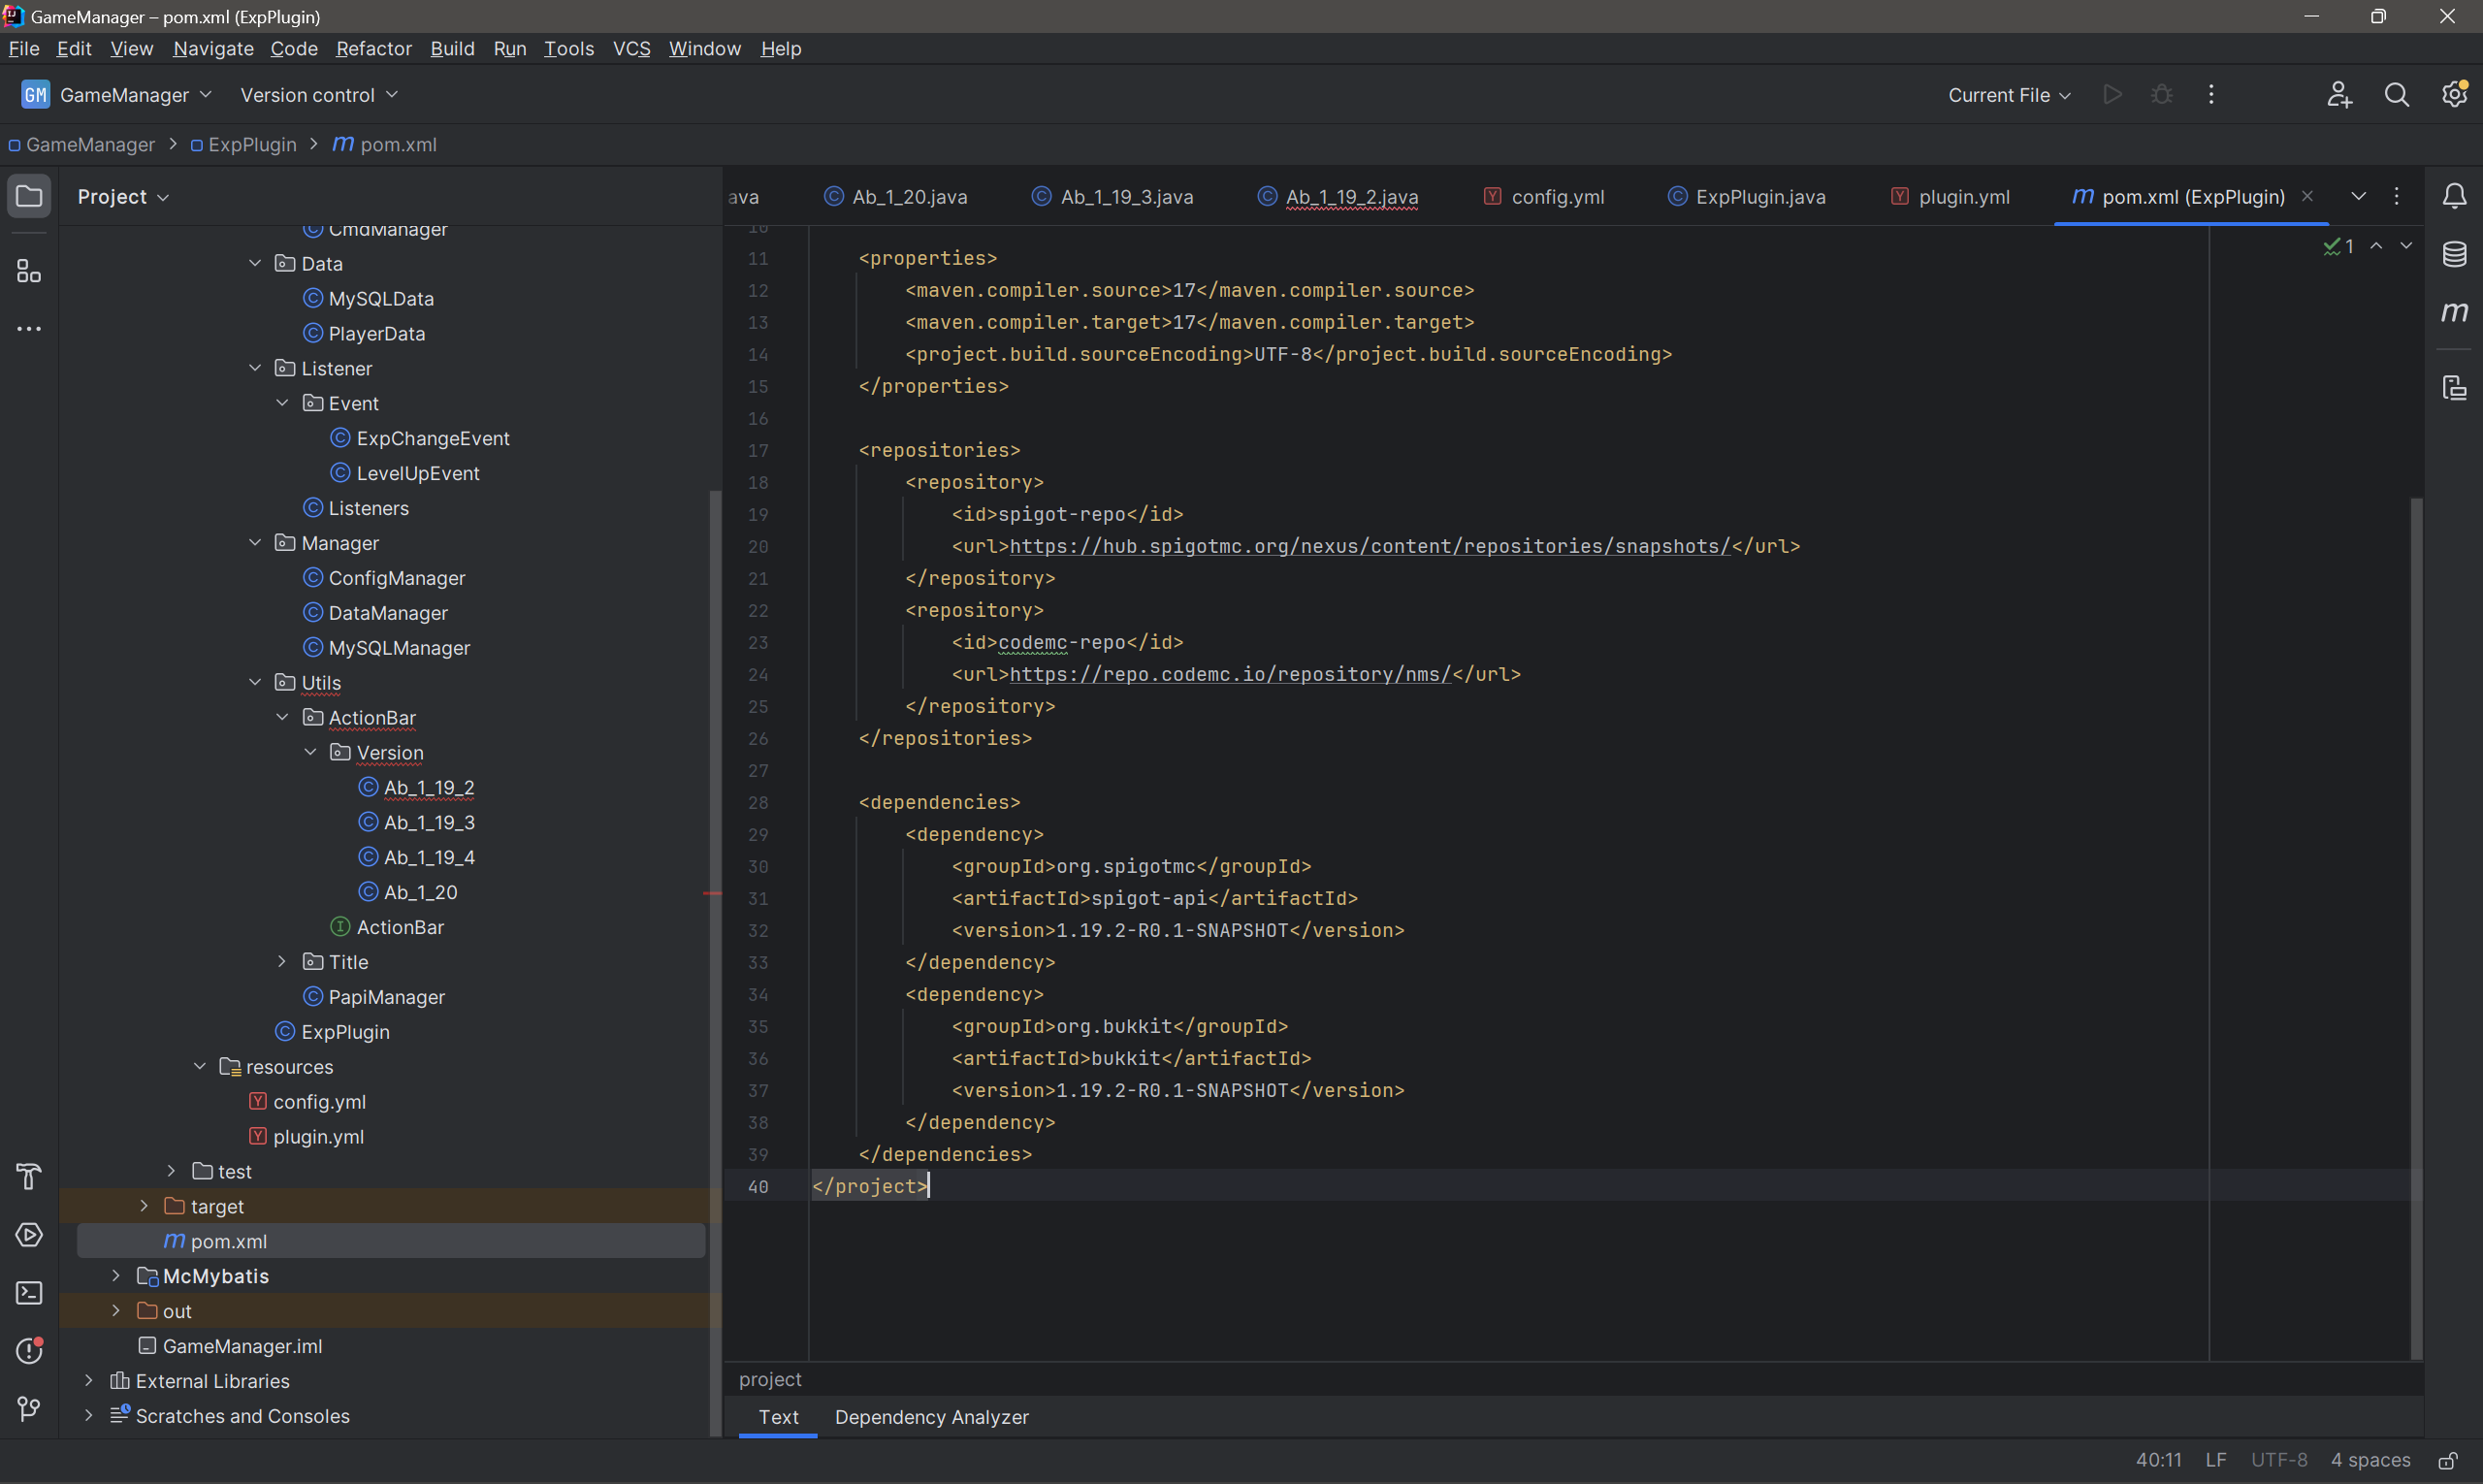 GameManager – pom.xml (ExpPlugin)
File Edit View Navigate Code Refactor Build Run Tools VCS Window Help
GM GameManager Version control Current File
GameManager > ExpPlugin > m pom.xml
Project
CmdManager
Data
MySQLData
PlayerData
Listener
Event
ExpChangeEvent
LevelUpEvent
Listeners
Manager
ConfigManager
DataManager
MySQLManager
Utils
ActionBar
Version
Ab_1_19_2
Ab_1_19_3
Ab_1_19_4
Ab_1_20
ActionBar
Title
PapiManager
ExpPlugin
resources
config.yml
plugin.yml
test
target
m pom.xml
McMybatis
out
GameManager.iml
External Libraries
Scratches and Consoles
ava Ab_1_20.java Ab_1_19_3.java Ab_1_19_2.java config.yml ExpPlugin.java plugin.yml m pom.xml (ExpPlugin)
1
10
11 <properties>
12 <maven.compiler.source>17</maven.compiler.source>
13 <maven.compiler.target>17</maven.compiler.target>
14 <project.build.sourceEncoding>UTF-8</project.build.sourceEncoding>
15 </properties>
16
17 <repositories>
18 <repository>
19 <id>spigot-repo</id>
20 <url>https://hub.spigotmc.org/nexus/content/repositories/snapshots/</url>
21 </repository>
22 <repository>
23 <id>codemc-repo</id>
24 <url>https://repo.codemc.io/repository/nms/</url>
25 </repository>
26 </repositories>
27
28 <dependencies>
29 <dependency>
30 <groupId>org.spigotmc</groupId>
31 <artifactId>spigot-api</artifactId>
32 <version>1.19.2-R0.1-SNAPSHOT</version>
33 </dependency>
34 <dependency>
35 <groupId>org.bukkit</groupId>
36 <artifactId>bukkit</artifactId>
37 <version>1.19.2-R0.1-SNAPSHOT</version>
38 </dependency>
39 </dependencies>
40 </project>
project
Text Dependency Analyzer
40:11 LF UTF-8 4 spaces